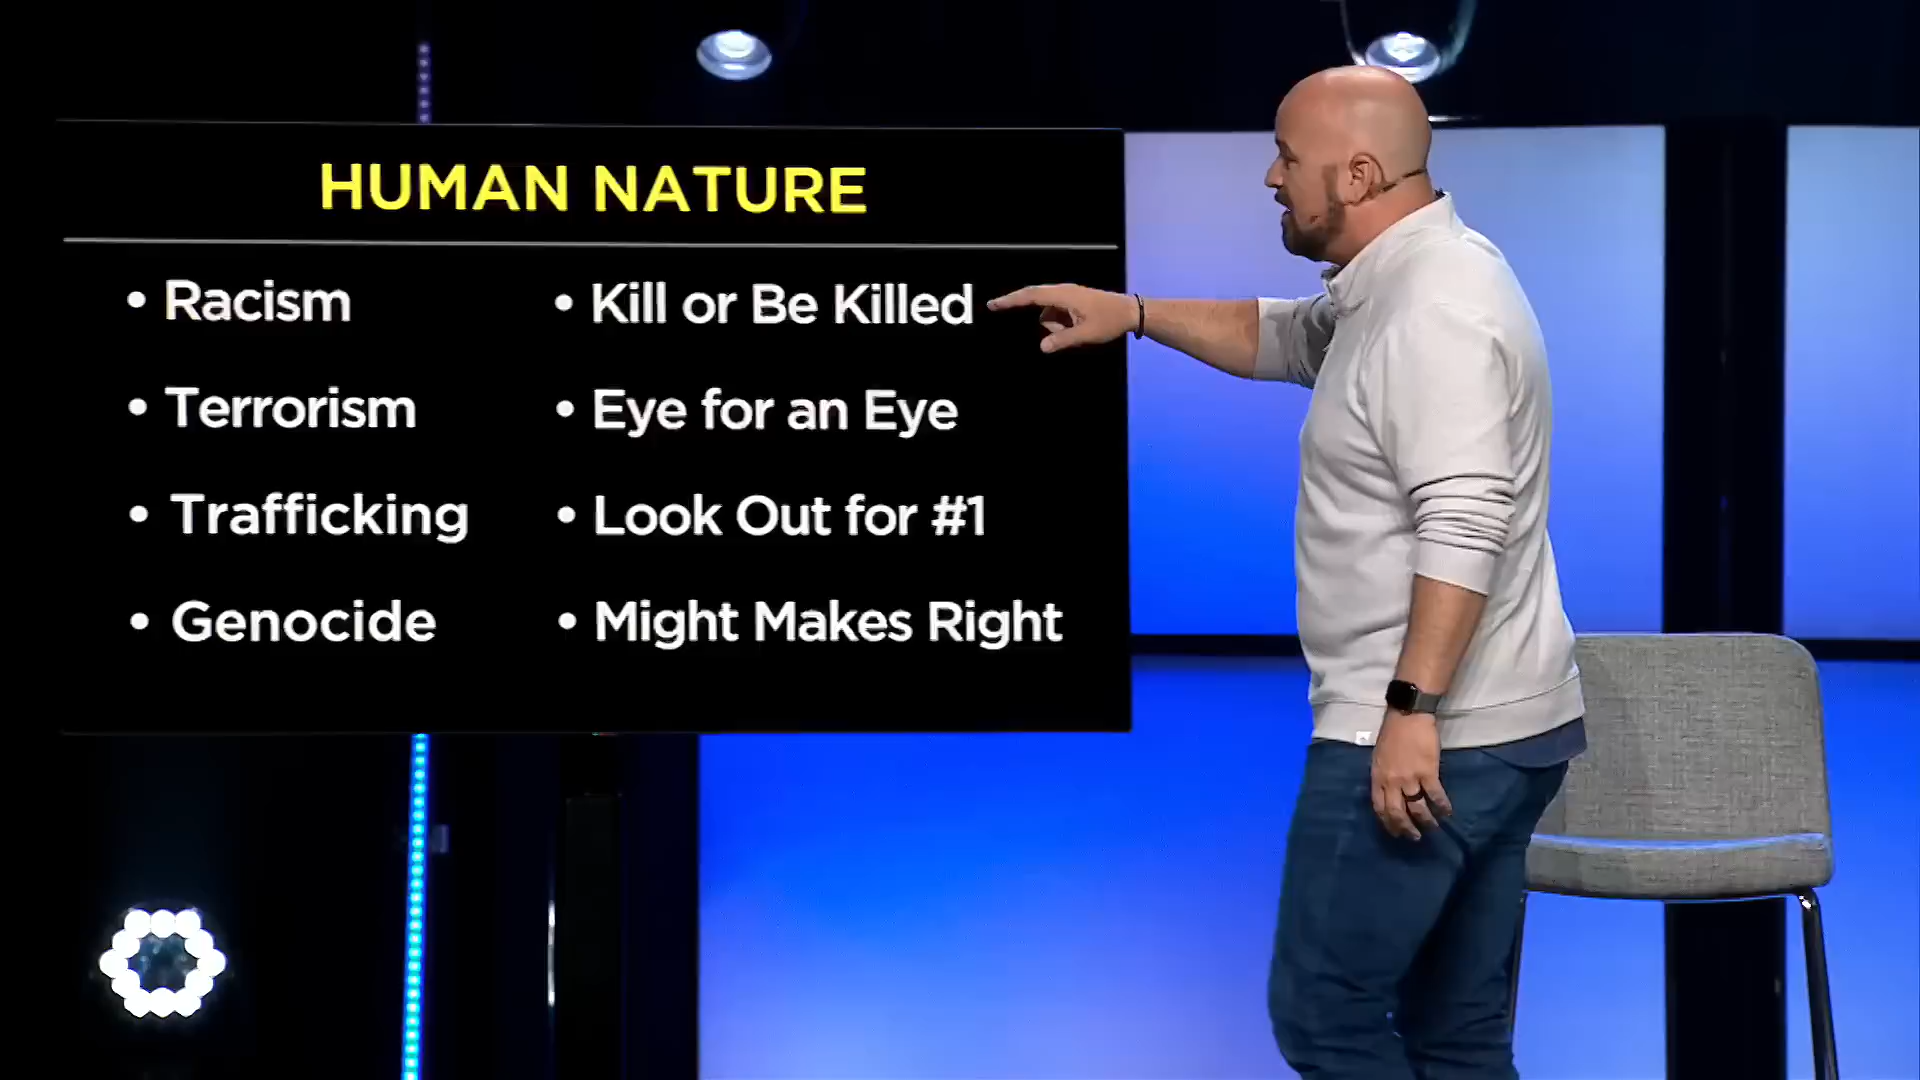 HUMAN NATURE
• Racism
• Terrorism
• Trafficking
• Genocide
• Kill or Be Killed
• Eye for an Eye
• Look Out for #1
• Might Makes Right